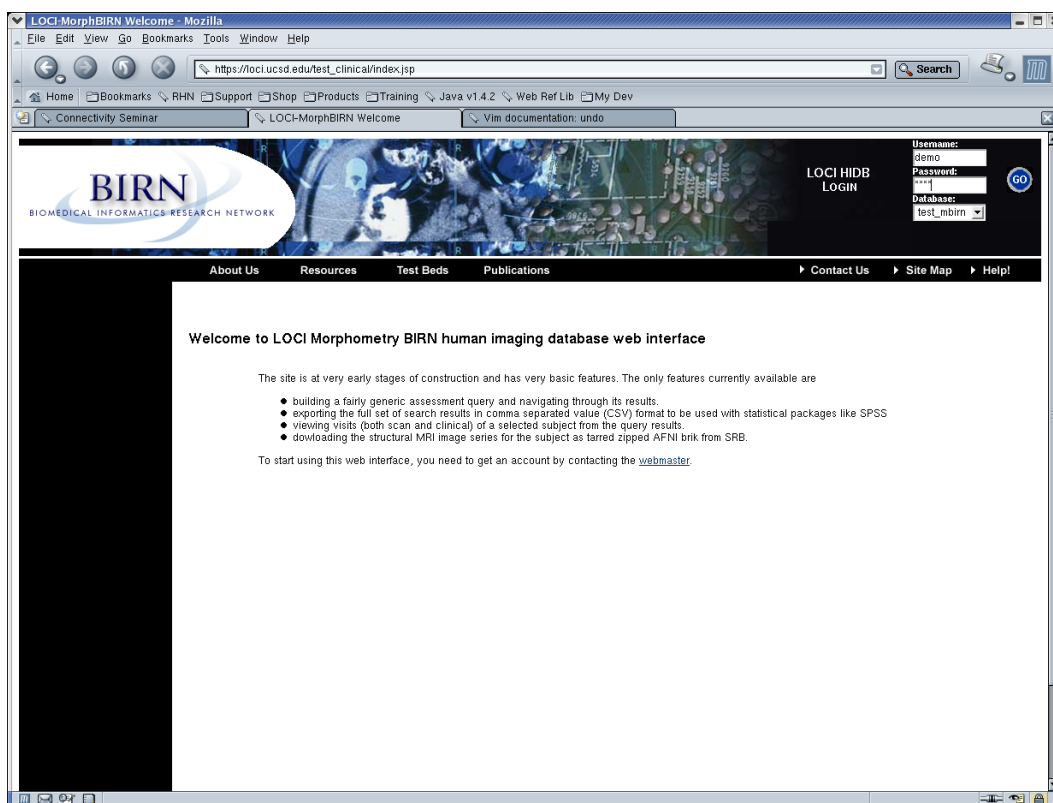 LOCI-MorphBIRN Welcome - Mozilla
File Edit View Go Bookmarks Tools Window Help
https://loci.ucsd.edu/test_clinical/index.jsp
Search
Home Bookmarks RHN Support Shop Products Training Java v1.4.2 Web Ref Lib My Dev
Connectivity Seminar LOCI-MorphBIRN Welcome Vim documentation: undo
BIRN
BIOMEDICAL INFORMATICS RESEARCH NETWORK
LOCI HIDB
LOGIN
Username:
demo
Password:
****
GO
Database:
test_mbirn
About Us Resources Test Beds Publications Contact Us Site Map Help!
Welcome to LOCI Morphometry BIRN human imaging database web interface
The site is at very early stages of construction and has very basic features. The only features currently available are
building a fairly generic assessment query and navigating through its results.
exporting the full set of search results in comma separated value (CSV) format to be used with statistical packages like SPSS
viewing visits (both scan and clinical) of a selected subject from the query results.
dowloading the structural MRI image series for the subject as tarred zipped AFNI brik from SRB.
To start using this web interface, you need to get an account by contacting the webmaster.